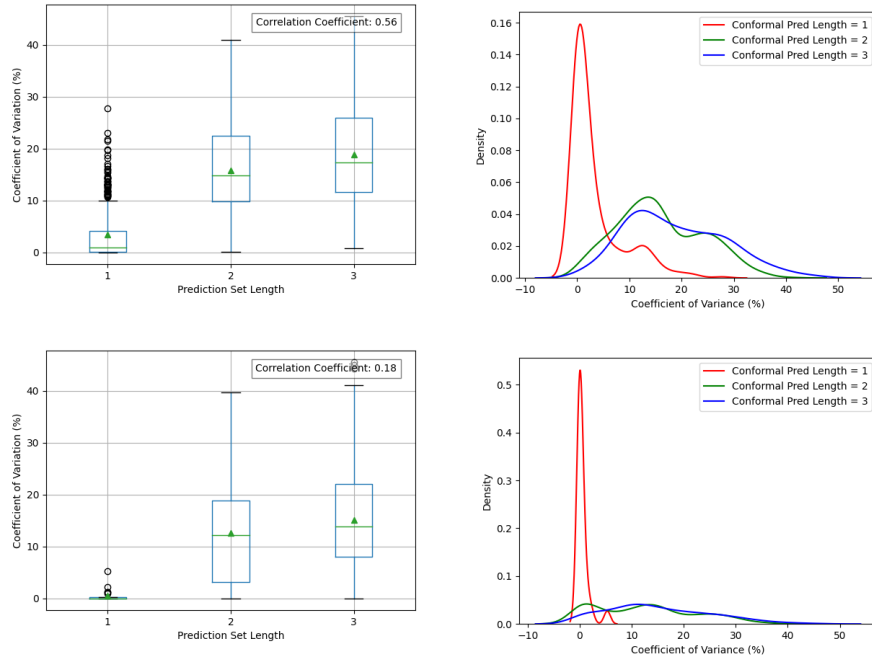 Correlation Coefficient: 0.56
40
30
20
10
0
Coefficient of Variation (%)
1
2
3
Prediction Set Length
Conformal Pred Length = 1
Conformal Pred Length = 2
Conformal Pred Length = 3
0.16
0.14
0.12
0.10
0.08
0.06
0.04
0.02
0.00
Density
−10
0
10
20
30
40
50
Coefficient of Variance (%)
Correlation Coefficient: 0.18
40
30
20
10
0
Coefficient of Variation (%)
1
2
3
Prediction Set Length
Conformal Pred Length = 1
Conformal Pred Length = 2
Conformal Pred Length = 3
0.5
0.4
0.3
0.2
0.1
0.0
Density
−10
0
10
20
30
40
50
Coefficient of Variance (%)